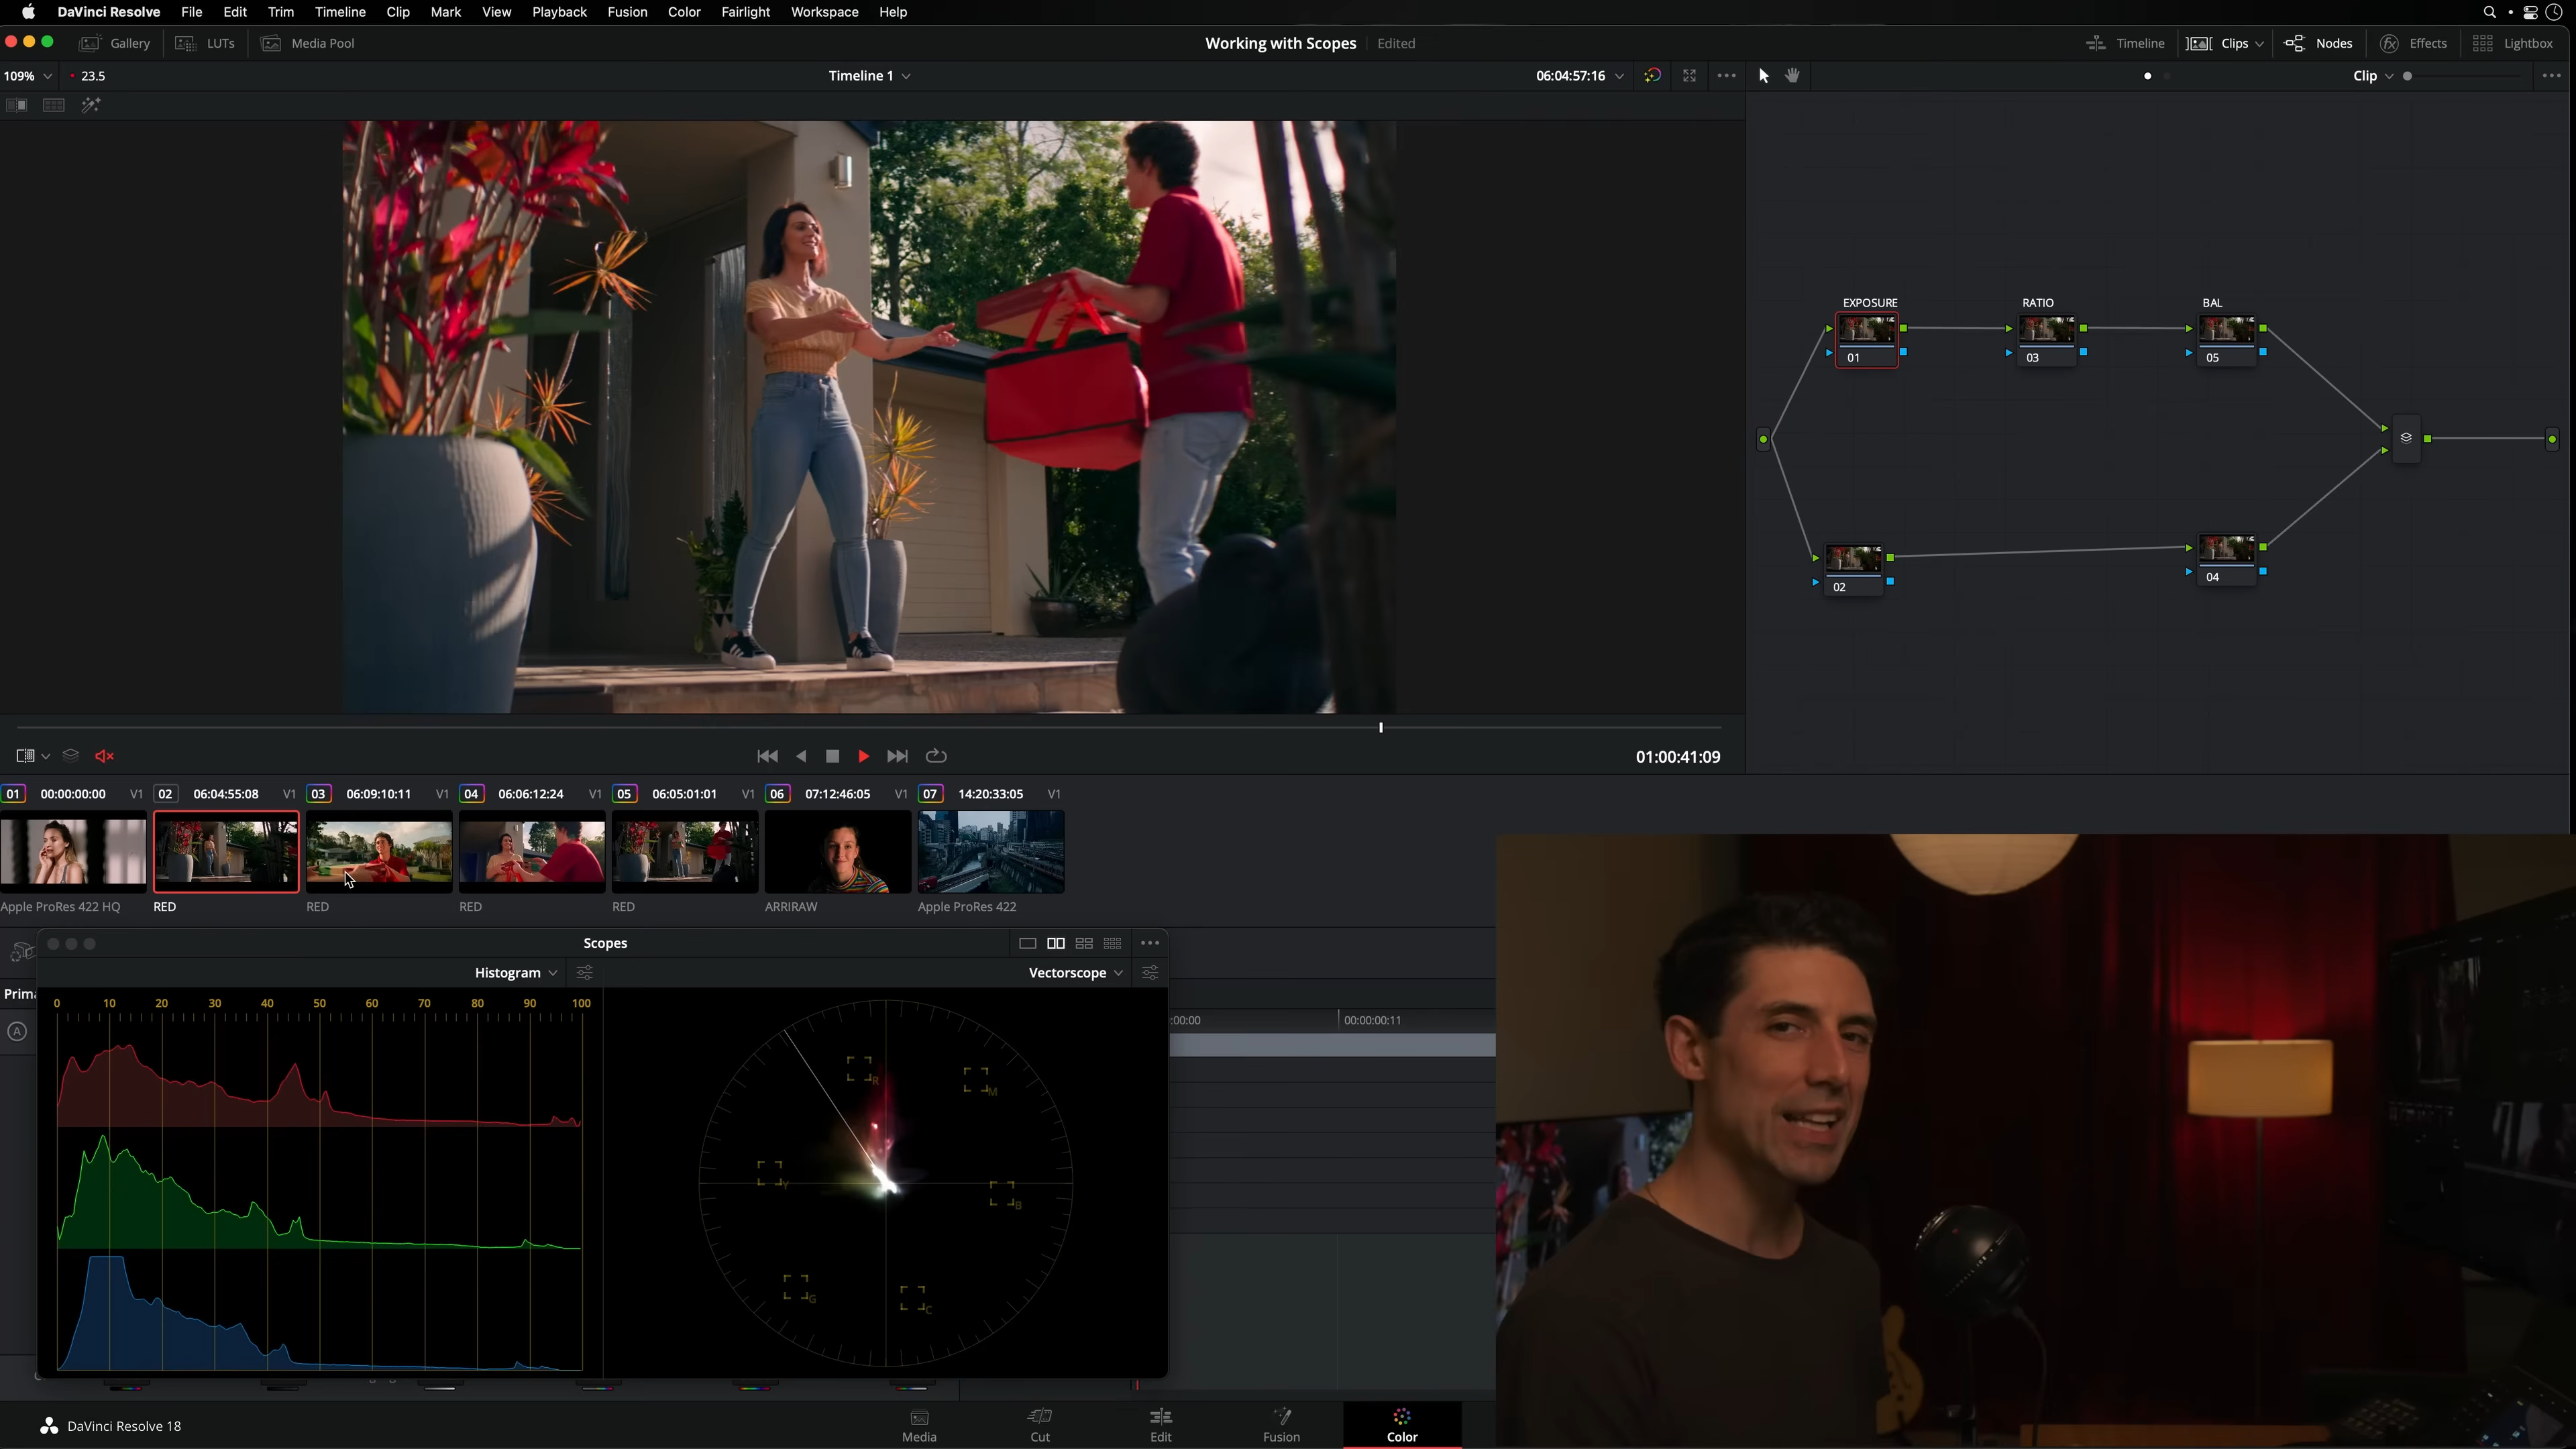 DaVinci Resolve File Edit Trim Timeline Clip Mark View Playback Fusion Color Fairlight Workspace Help
Gallery LUTs Media Pool Working with Scopes Edited Timeline Clips Nodes Effects Lightbox
109% 23.5 Timeline 1 06:04:57:16 Clip
EXPOSURE RATIO BAL
01 03 05
02 04
01:00:41:09
01 00:00:00:00 V1 02 06:04:55:08 V1 03 06:09:10:11 V1 04 06:06:12:24 V1 05 06:05:01:01 V1 06 07:12:46:05 V1 07 14:20:33:05 V1
Apple ProRes 422 HQ RED RED RED RED ARRIRAW Apple ProRes 422
Scopes
Histogram Vectorscope
Prima
0 10 20 30 40 50 60 70 80 90 100
:00:00 00:00:00:11
A
R M
Y B
G C
DaVinci Resolve 18
Media Cut Edit Fusion Color